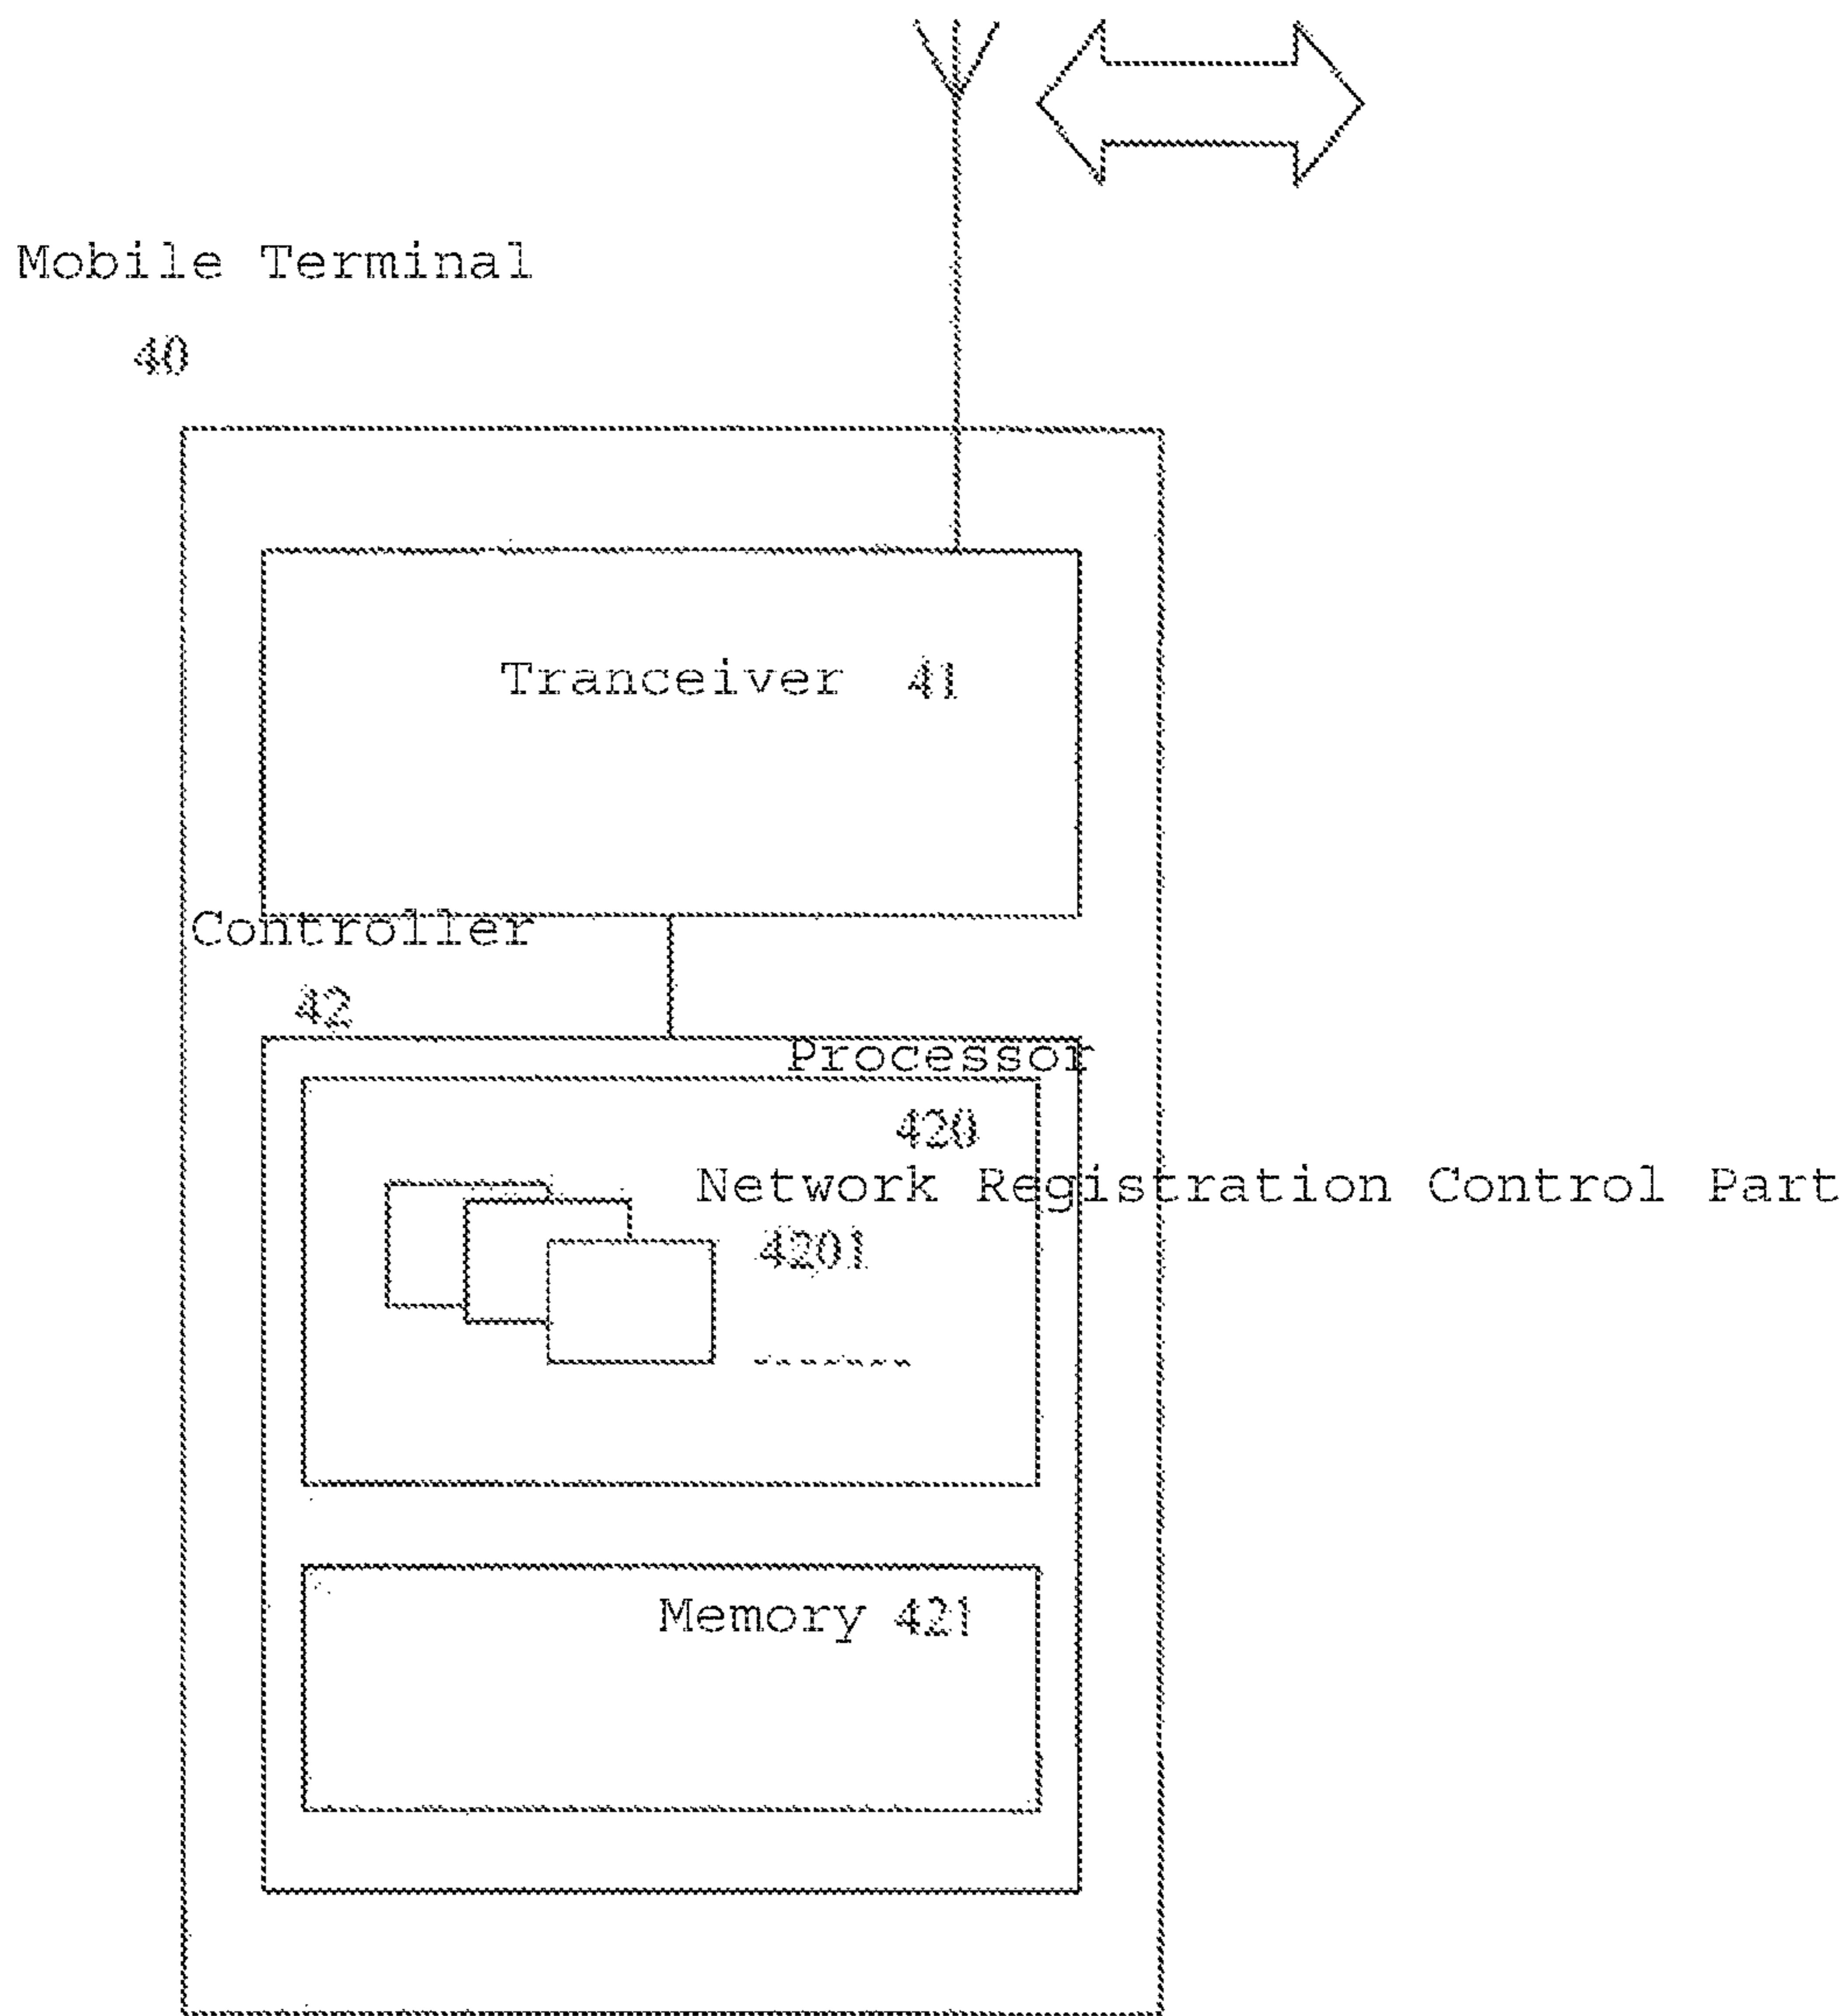 Mobile Terminal
40
Tranceiver 41
Controller
42
Processor
420
Network Registration Control Part
4201
Memory 421